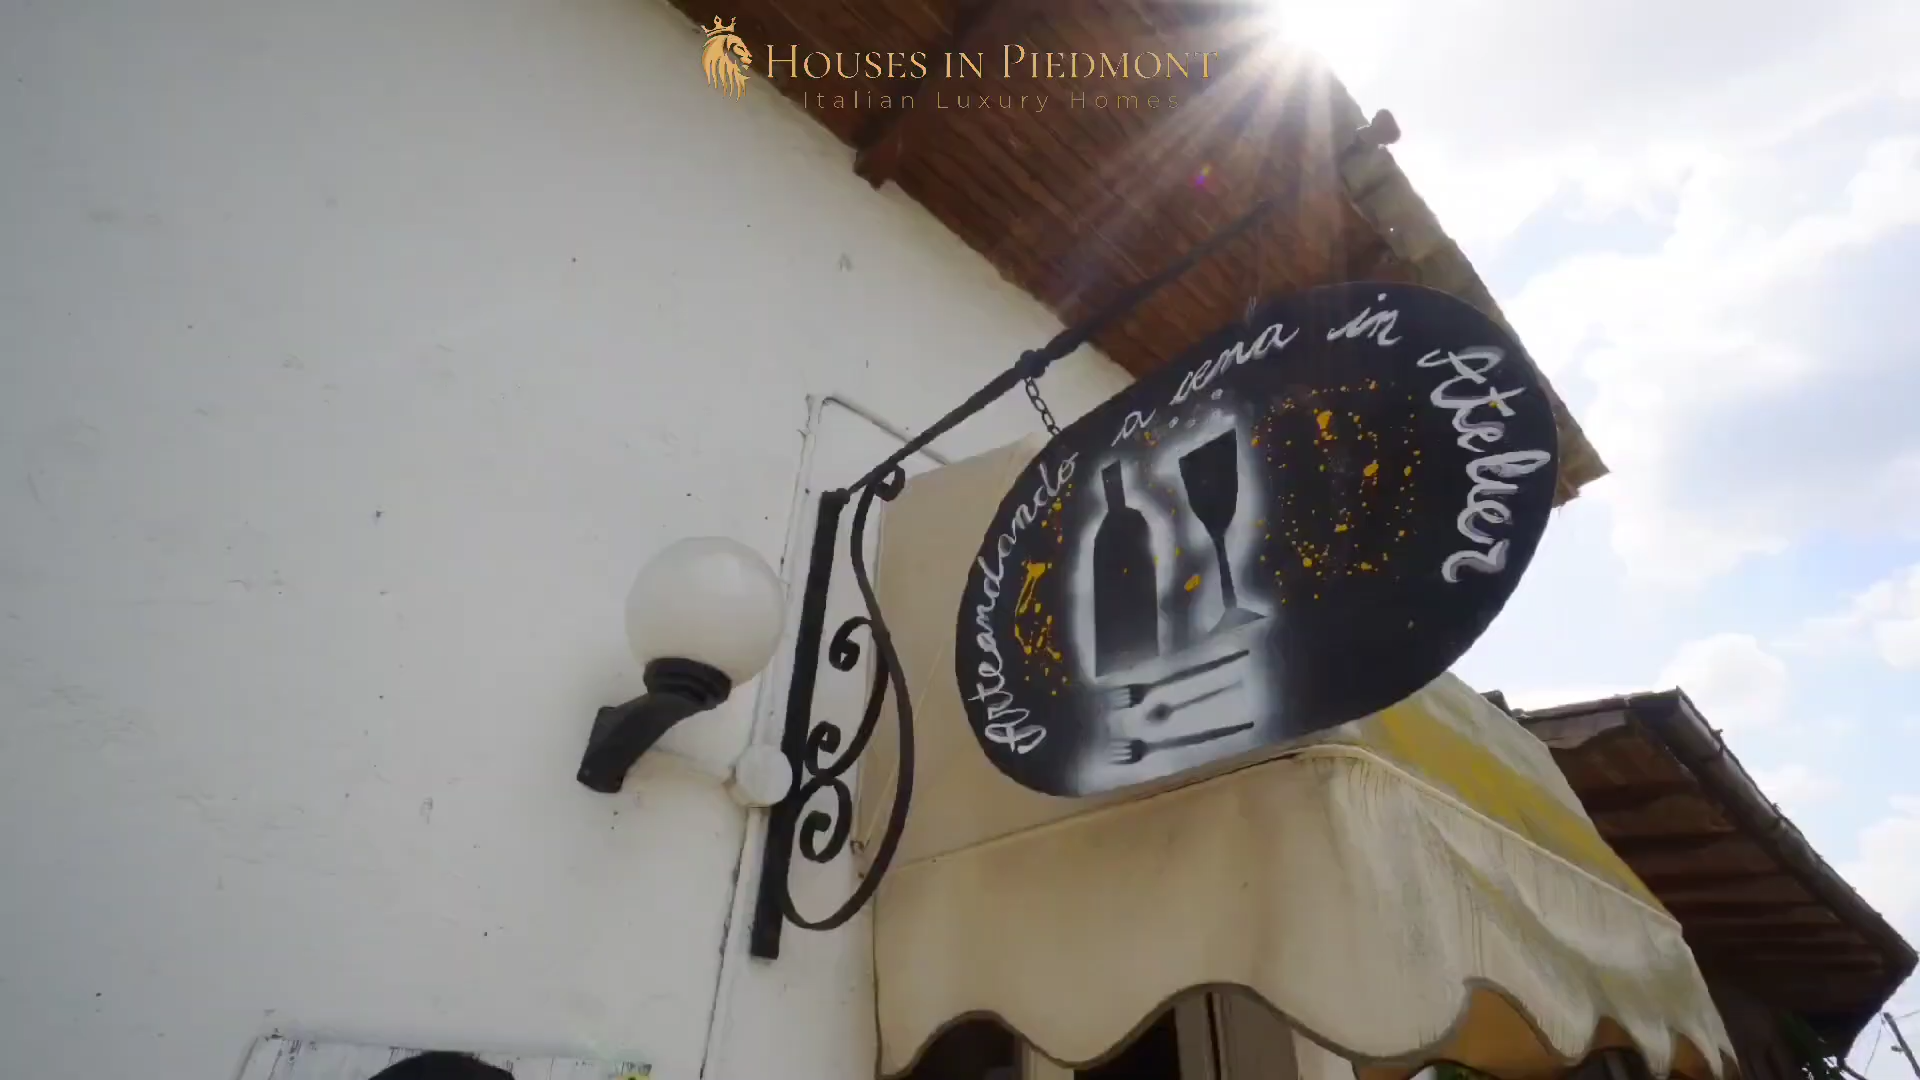 HOUSES IN PIEDMONT
Italian Luxury Homes
Arteandando a cena in Atelier